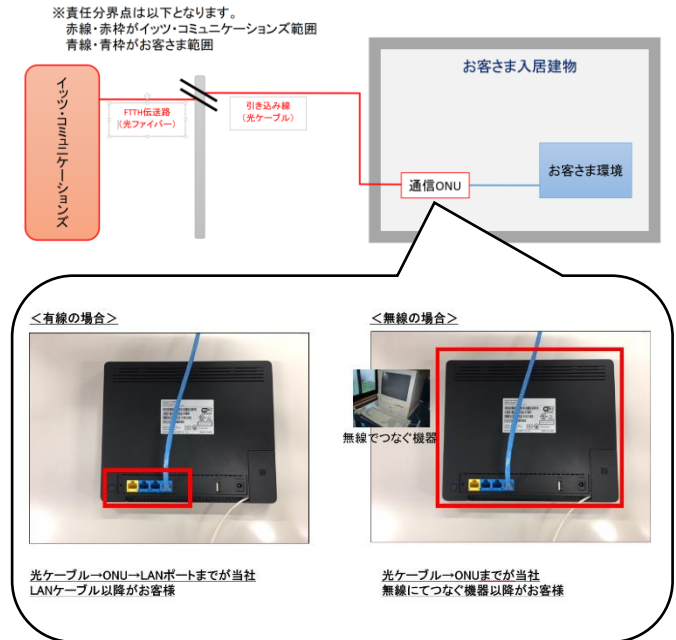 ※責任分界点は以下となります。
赤線・赤枠がイッツ・コミュニケーションズ範囲
青線・青枠がお客さま範囲
イッツ・コミュニケーションズ
FTTH伝送路
(光ファイバー)
引き込み線
(光ケーブル)
お客さま入居建物
通信ONU
お客さま環境
＜有線の場合＞
＜無線の場合＞
無線でつなぐ機器
光ケーブル→ONU→LANポートまでが当社
LANケーブル以降がお客様
光ケーブル→ONUまでが当社
無線にてつなぐ機器以降がお客様